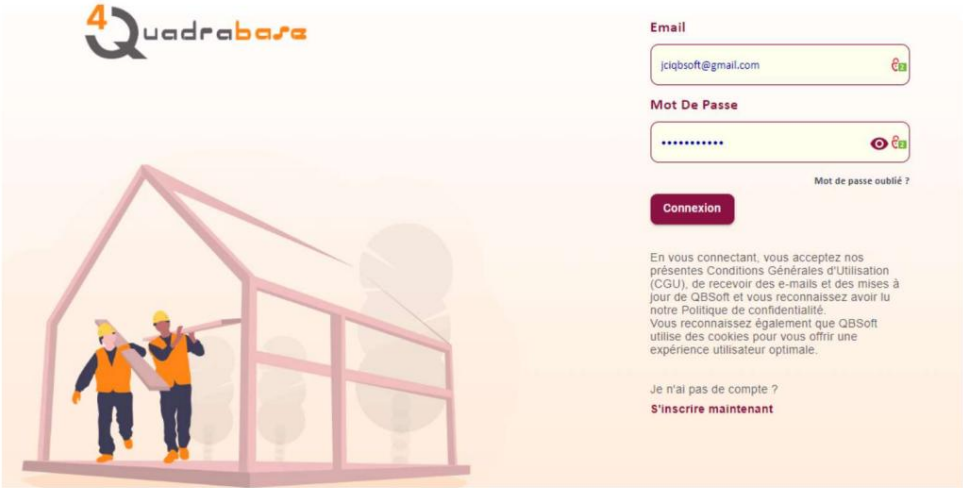 4Quadrabase
Email
jciqbsoft@gmail.com
2
Mot De Passe
•••••••••••
2
Mot de passe oublié ?
Connexion
En vous connectant, vous acceptez nos
présentes Conditions Générales d'Utilisation
(CGU), de recevoir des e-mails et des mises à
jour de QBSoft et vous reconnaissez avoir lu
notre Politique de confidentialité.
Vous reconnaissez également que QBSoft
utilise des cookies pour vous offrir une
expérience utilisateur optimale.
Je n'ai pas de compte ?
S'inscrire maintenant